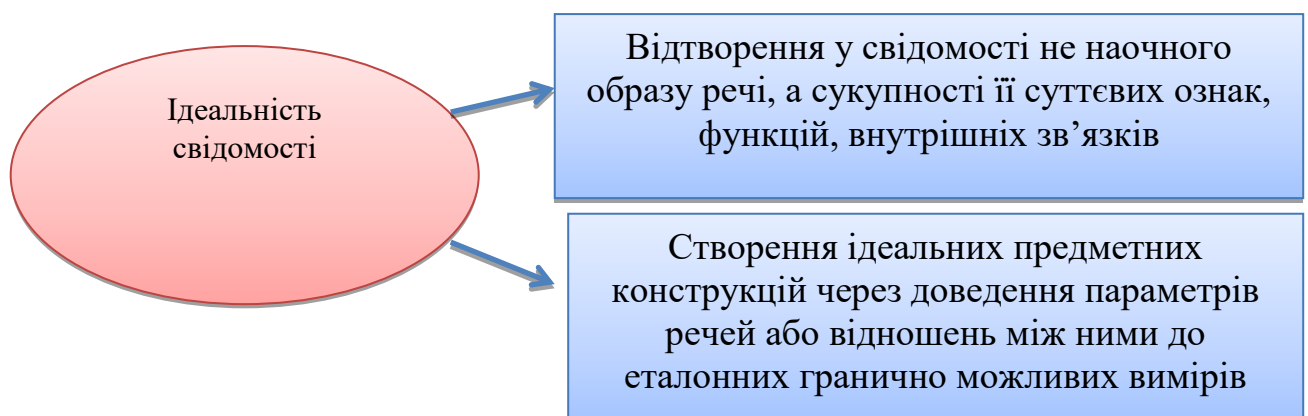 Ідеальність
свідомості
Відтворення у свідомості не наочного
образу речі, а сукупності її суттєвих ознак,
функцій, внутрішніх зв’язків
Створення ідеальних предметних
конструкцій через доведення параметрів
речей або відношень між ними до
еталонних гранично можливих вимірів